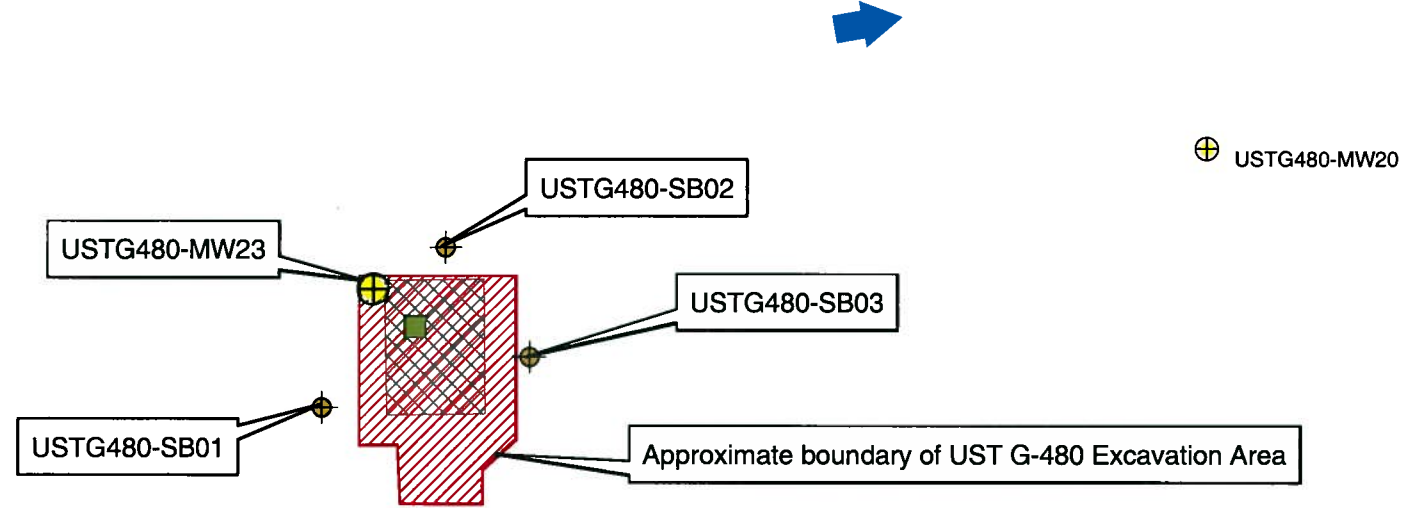 USTG480-MW20
USTG480-SB02
USTG480-MW23
USTG480-SB03
USTG480-SB01
Approximate boundary of UST G-480 Excavation Area